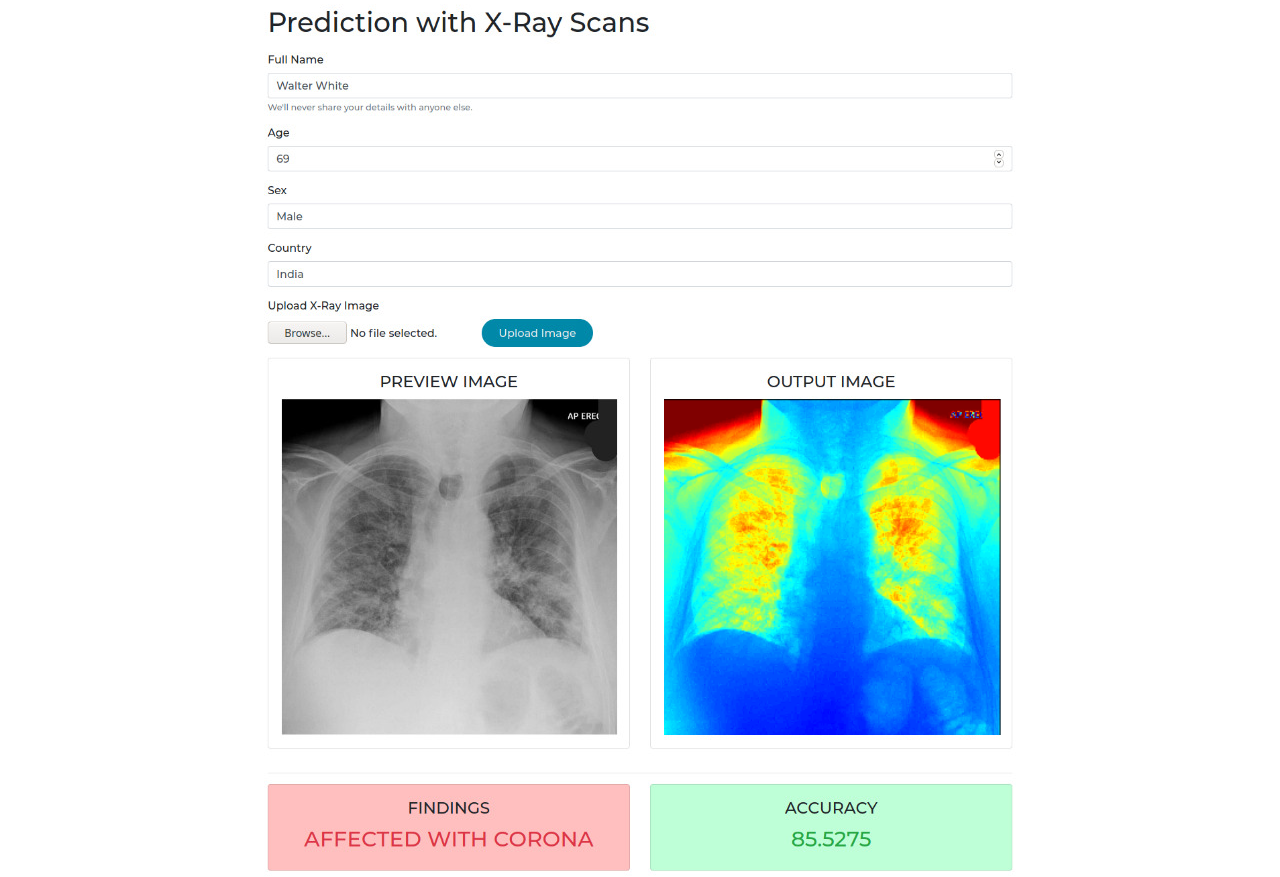 Prediction with X-Ray Scans
Full Name
Walter White
We'll never share your details with anyone else.
Age
69
Sex
Male
Country
India
Upload X-Ray Image
Browse... No file selected. Upload Image
PREVIEW IMAGE
OUTPUT IMAGE
AP EREC
FINDINGS
AFFECTED WITH CORONA
ACCURACY
85.5275